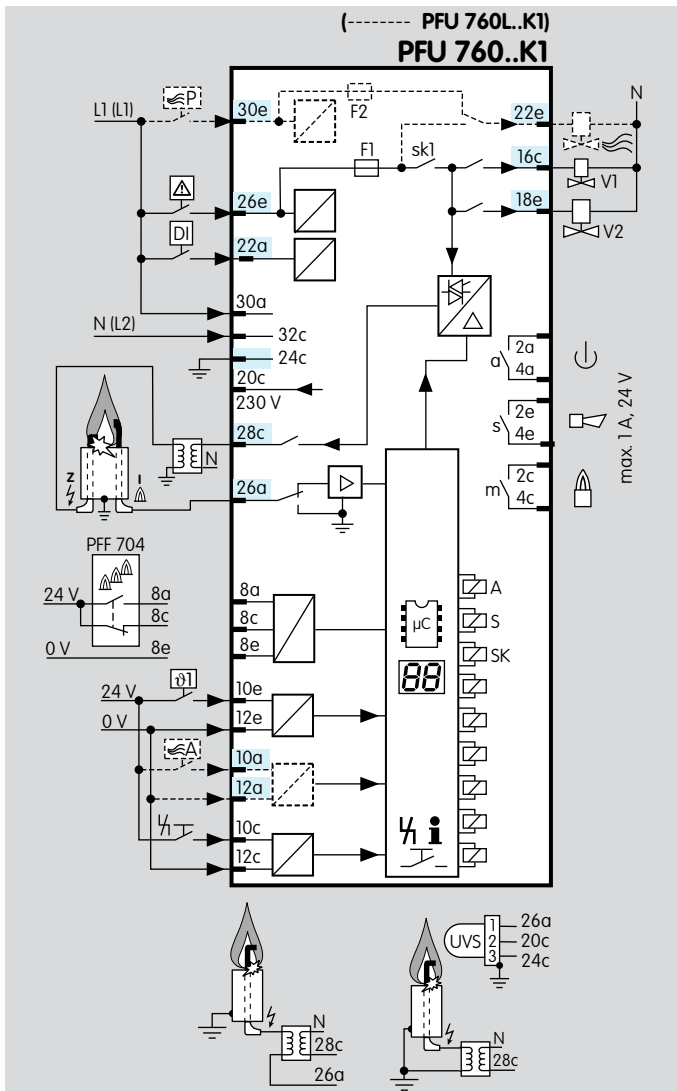 (------- PFU 760L..K1)
PFU 760..K1
L1 (L1)
P
30e
F2
22e
N
F1
sk1
16c
V1
26e
18e
V2
DI
22a
30a
N (L2)
32c
24c
20c
230 V
28c
N
26a
Z
I
a
2a
4a
s
2e
4e
m
2c
4c
max. 1 A, 24 V
PFF 704
24 V
8a
8c
0 V
8e
8a
8c
8e
µC
88
A
S
SK
24 V
ϑ1
10e
0 V
12e
A
10a
12a
10c
12c
i
N
28c
26a
UVS
1
2
3
26a
20c
24c
N
28c